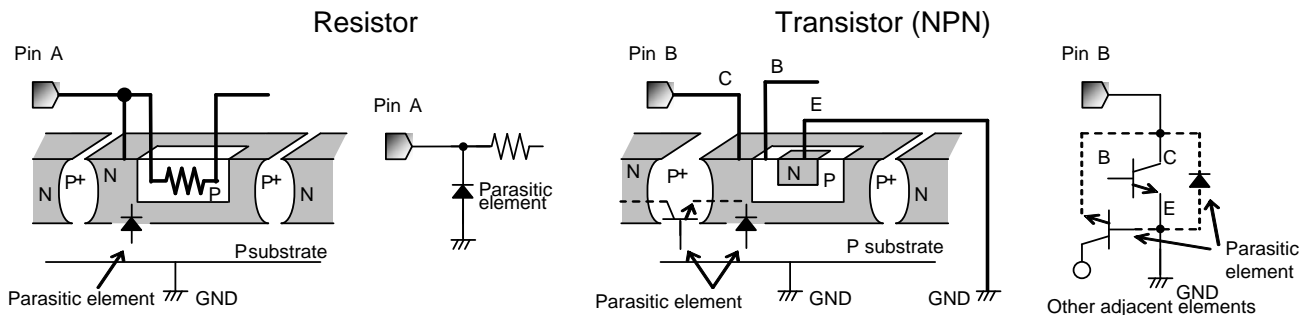 Resistor
Transistor (NPN)
Pin A
Pin A
N
P+
N
P
P+
N
Parasitic element
P substrate
Parasitic element
GND
Pin B
C
B
E
N
P+
N
P
P+
N
P substrate
Parasitic element
GND
GND
Pin B
B
C
E
Parasitic element
GND
Other adjacent elements